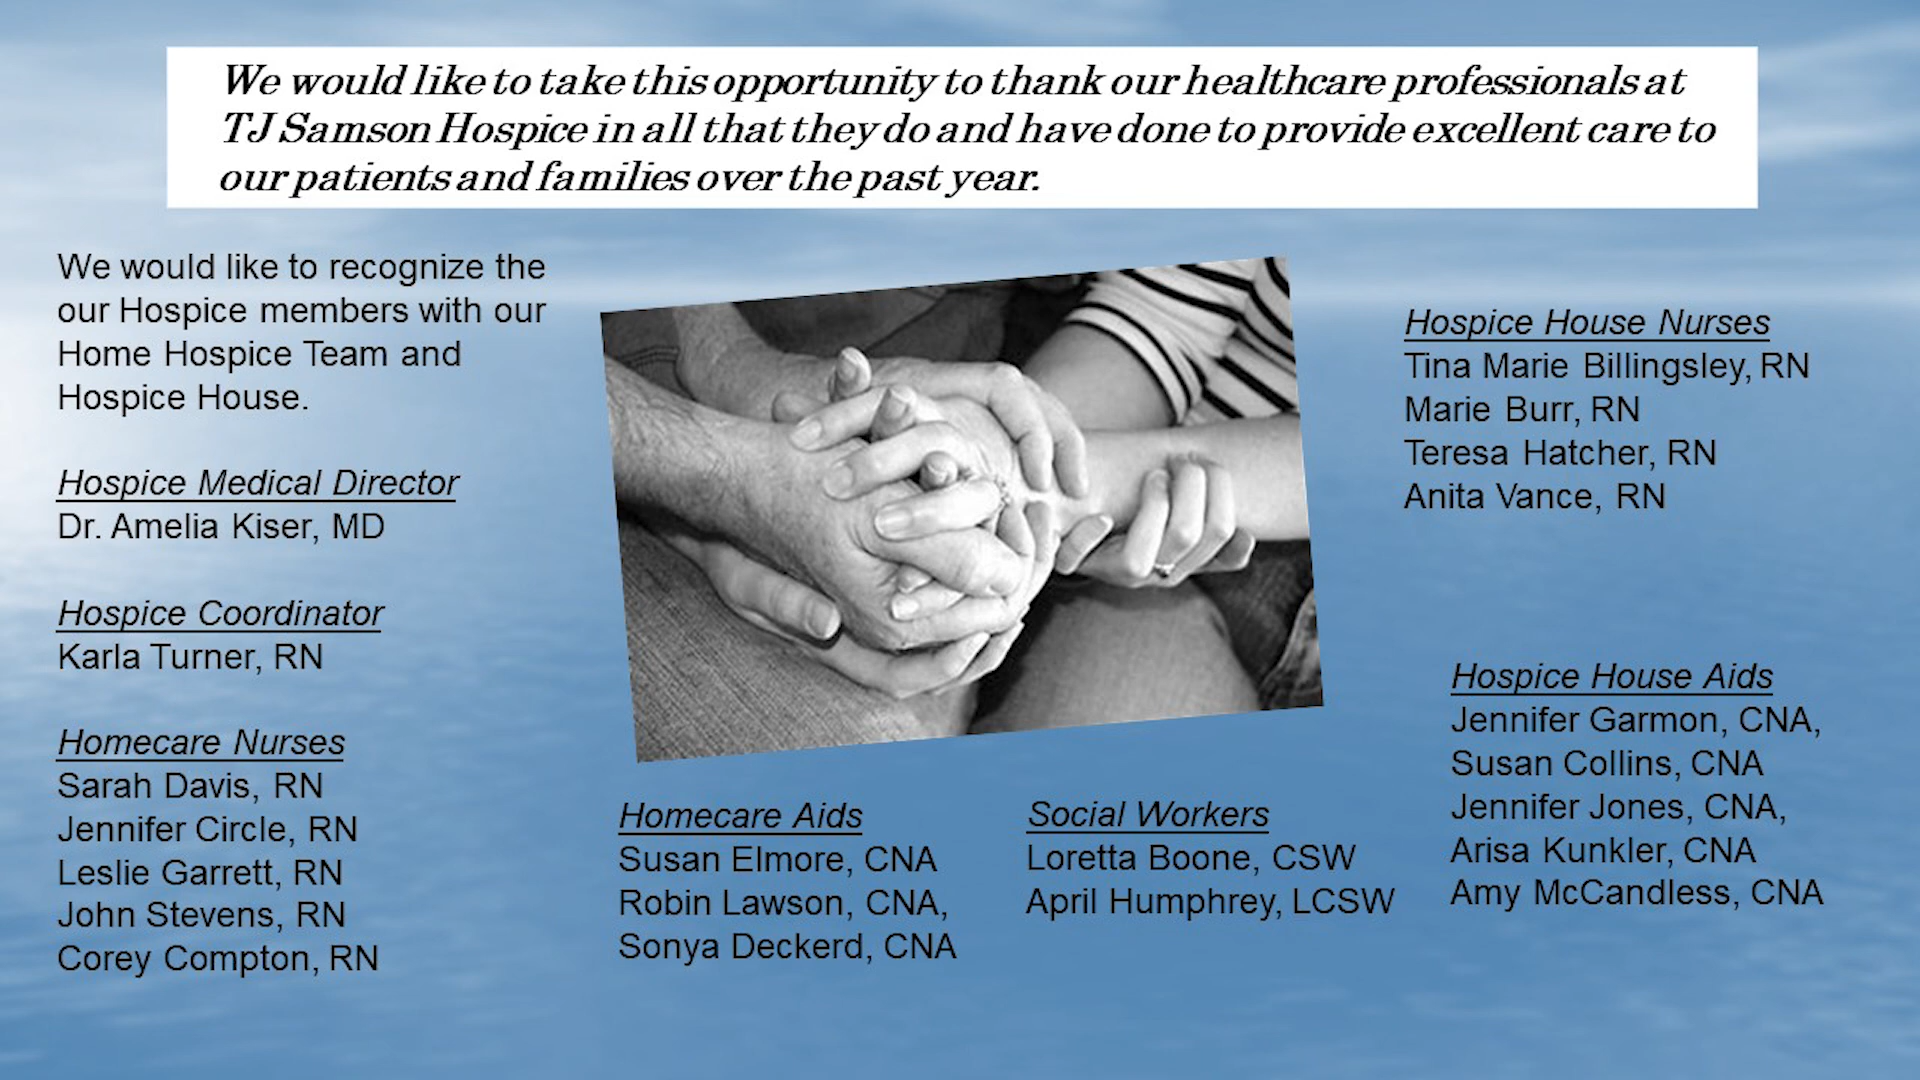 We would like to take this opportunity to thank our healthcare professionals at
TJ Samson Hospice in all that they do and have done to provide excellent care to
our patients and families over the past year.
We would like to recognize the
our Hospice members with our
Home Hospice Team and
Hospice House.
Hospice Medical Director
Dr. Amelia Kiser, MD
Hospice Coordinator
Karla Turner, RN
Homecare Nurses
Sarah Davis, RN
Jennifer Circle, RN
Leslie Garrett, RN
John Stevens, RN
Corey Compton, RN
Homecare Aids
Susan Elmore, CNA
Robin Lawson, CNA,
Sonya Deckerd, CNA
Social Workers
Loretta Boone, CSW
April Humphrey, LCSW
Hospice House Nurses
Tina Marie Billingsley, RN
Marie Burr, RN
Teresa Hatcher, RN
Anita Vance, RN
Hospice House Aids
Jennifer Garmon, CNA,
Susan Collins, CNA
Jennifer Jones, CNA,
Arisa Kunkler, CNA
Amy McCandless, CNA